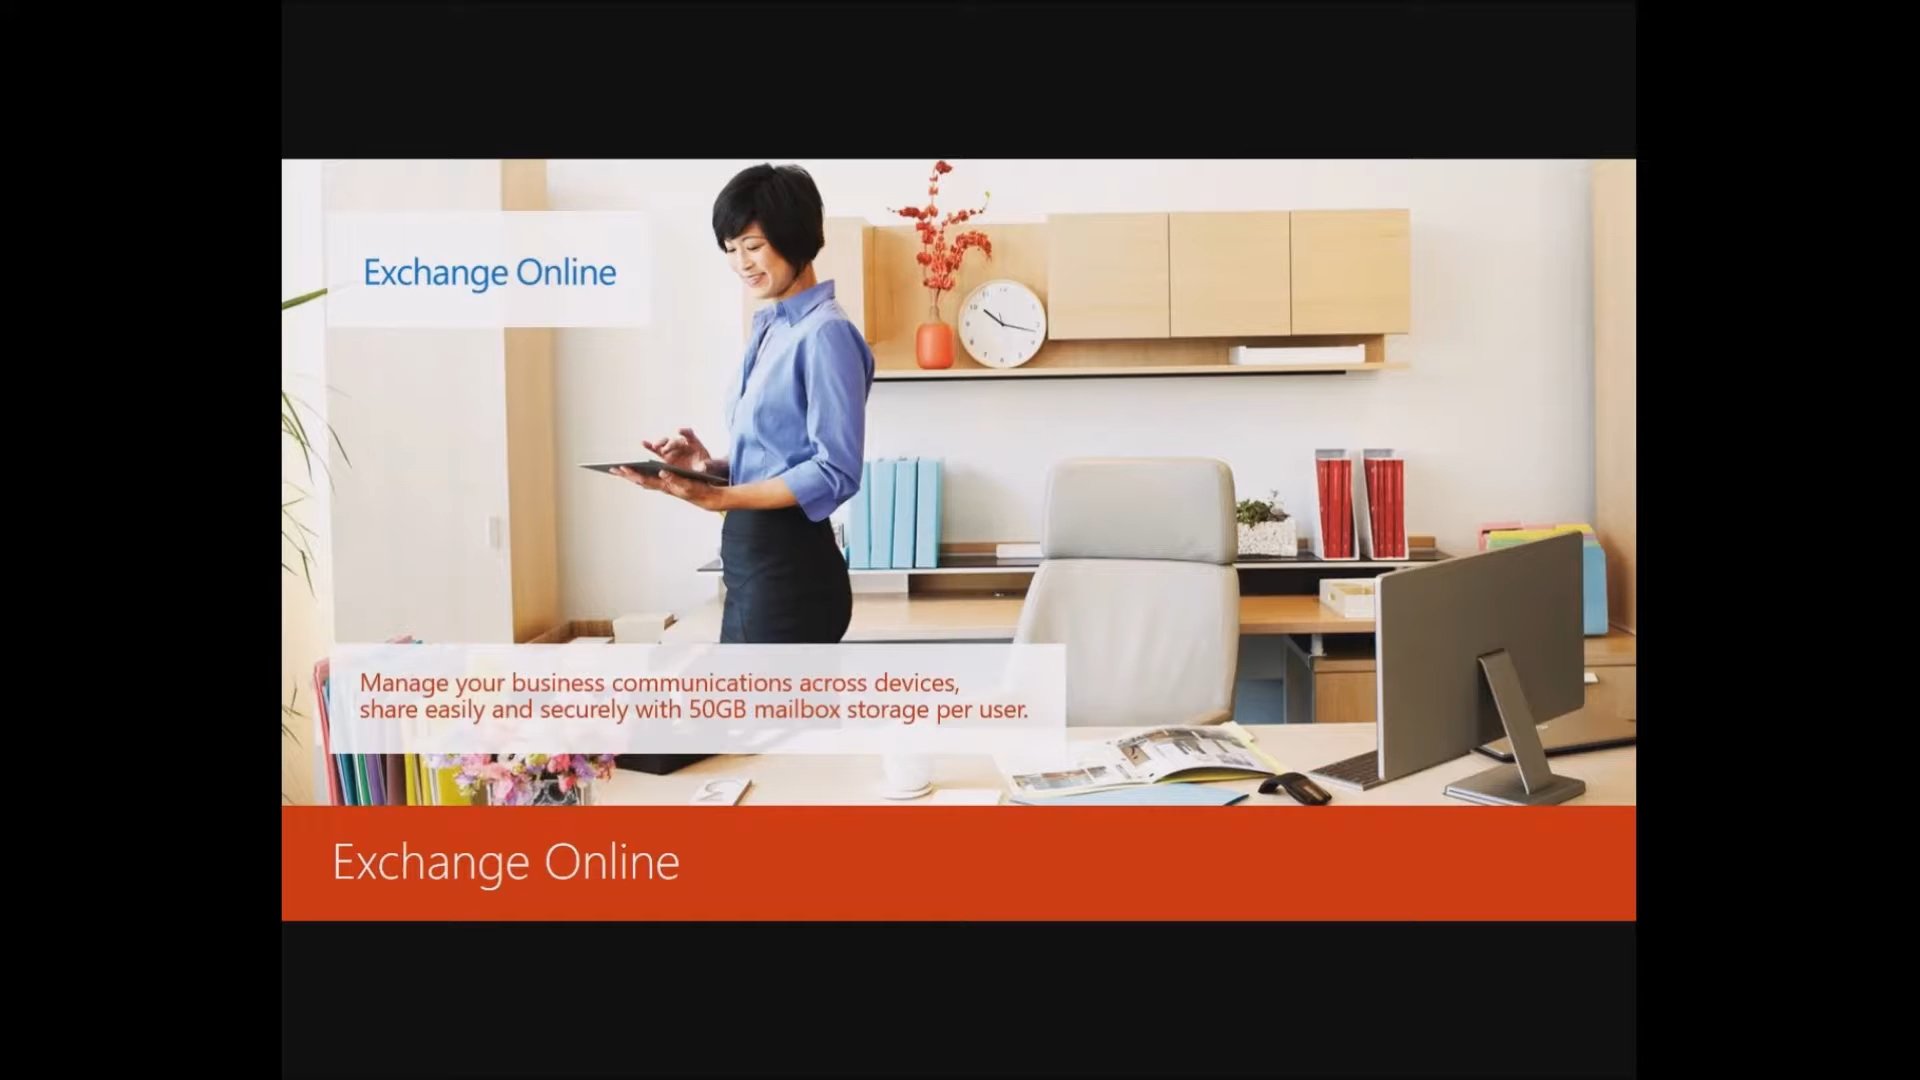 Exchange Online
Manage your business communications across devices,
share easily and securely with 50GB mailbox storage per user.
Exchange Online